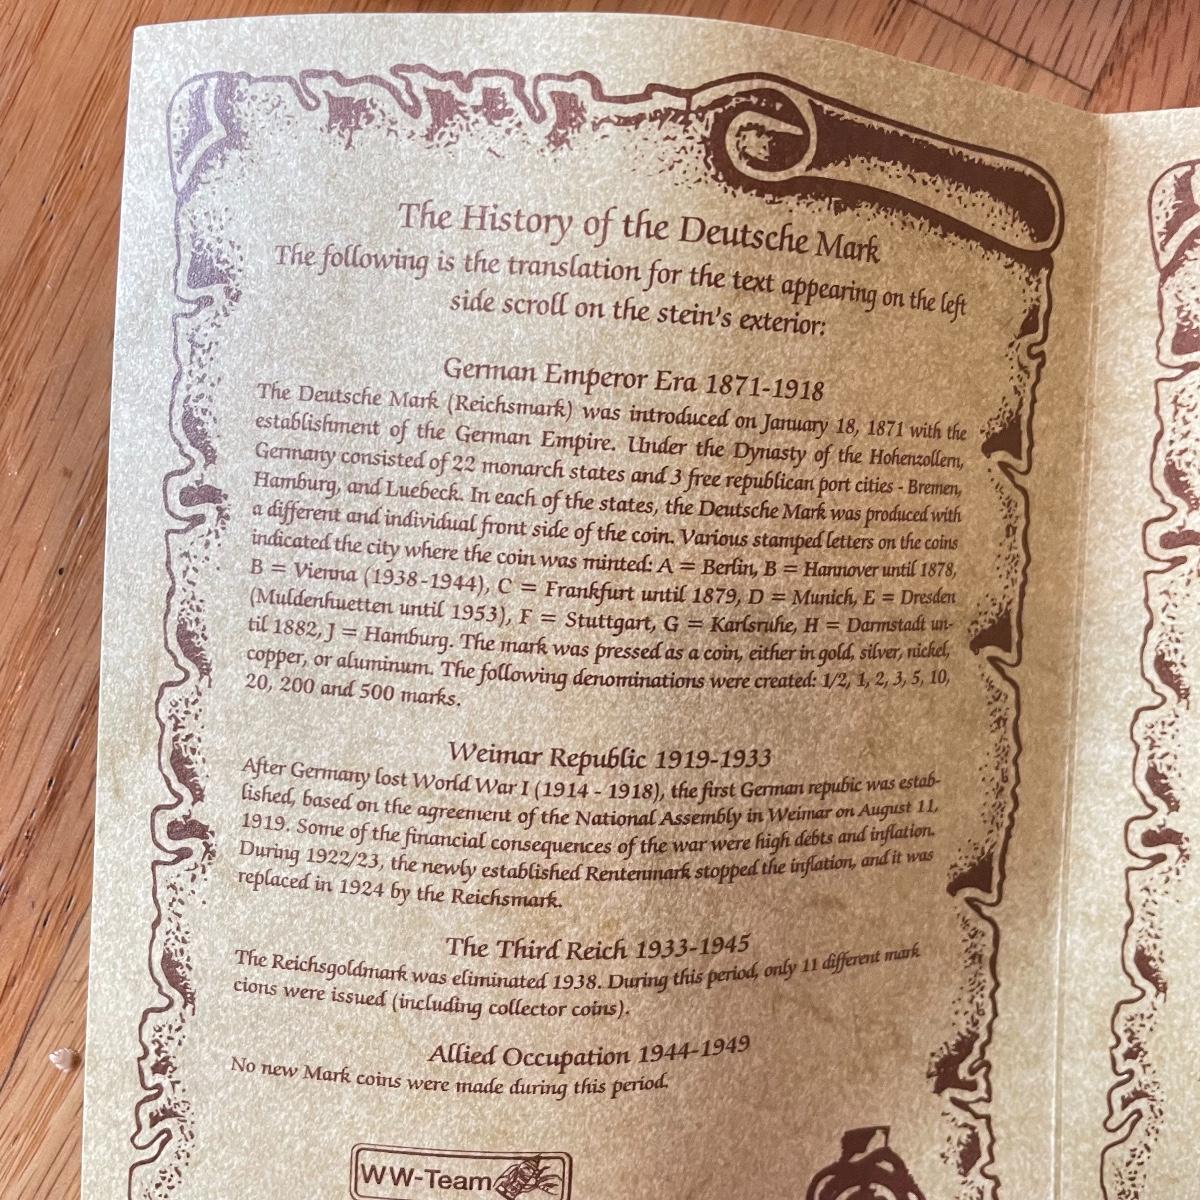 The History of the Deutsche Mark
The following is the translation for the text appearing on the left
side scroll on the stein's exterior:
German Emperor Era 1871-1918
The Deutsche Mark (Reichsmark) was introduced on January 18, 1871 with the
establishment of the German Empire. Under the Dynasty of the Hohenzollem,
Germany consisted of 22 monarch states and 3 free republican port cities - Bremen,
Hamburg, and Luebeck. In each of the states, the Deutsche Mark was produced with
a different and individual front side of the coin. Various stamped letters on the coins
indicated the city where the coin was minted: A = Berlin, B = Hannover until 1878,
B = Vienna (1938-1944), C = Frankfurt until 1879, D = Munich, E = Dresden
(Muldenhuetten until 1953), F = Stuttgart, G = Karlsruhe, H = Darmstadt un-
til 1882, J = Hamburg. The mark was pressed as a coin, either in gold, silver, nickel,
copper, or aluminum. The following denominations were created: 1/2, 1, 2, 3, 5, 10,
20, 200 and 500 marks.
Weimar Republic 1919-1933
After Germany lost World War I (1914 - 1918), the first German repubic was estab-
lished, based on the agreement of the National Assembly in Weimar on August 11,
1919. Some of the financial consequences of the war were high debts and inflation.
During 1922/23, the newly established Rentenmark stopped the inflation, and it was
replaced in 1924 by the Reichsmark.
The Third Reich 1933-1945
The Reichsgoldmark was eliminated 1938. During this period, only 11 different mark
cions were issued (including collector coins).
Allied Occupation 1944-1949
No new Mark coins were made during this period.
WW-Team